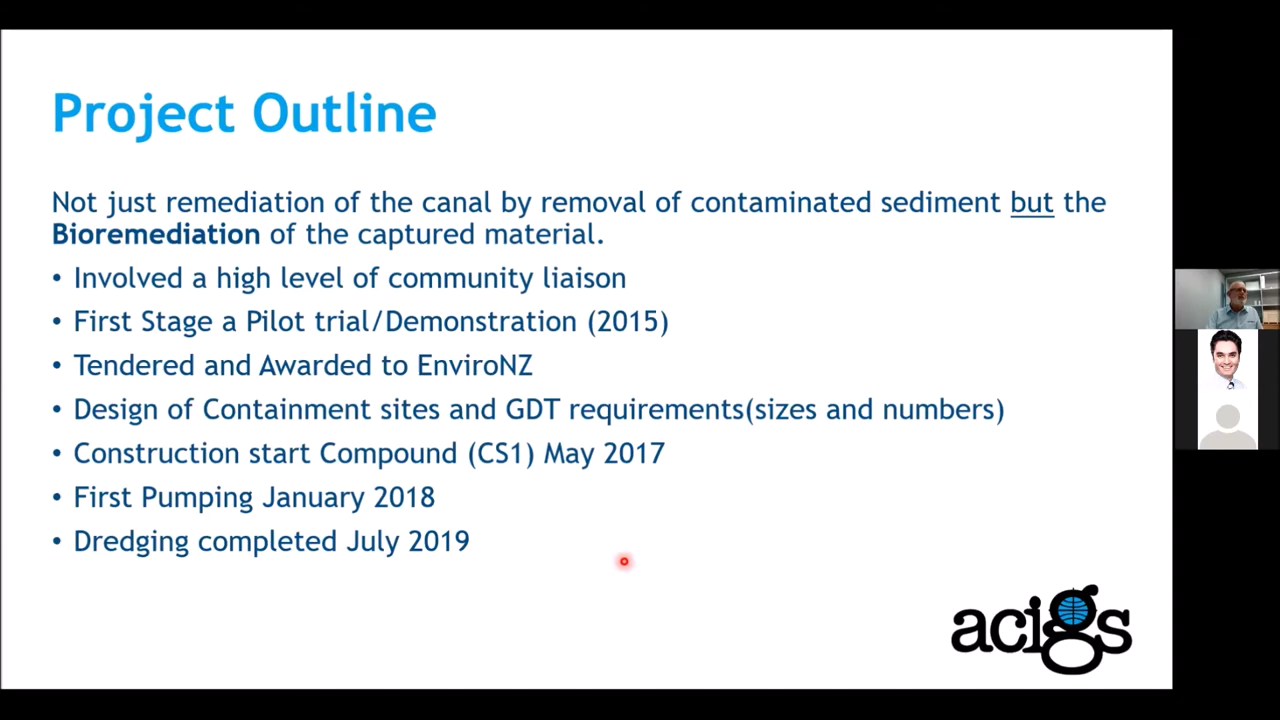 Project Outline
Not just remediation of the canal by removal of contaminated sediment but the
Bioremediation of the captured material.
• Involved a high level of community liaison
• First Stage a Pilot trial/Demonstration (2015)
• Tendered and Awarded to EnviroNZ
• Design of Containment sites and GDT requirements(sizes and numbers)
• Construction start Compound (CS1) May 2017
• First Pumping January 2018
• Dredging completed July 2019
acigs